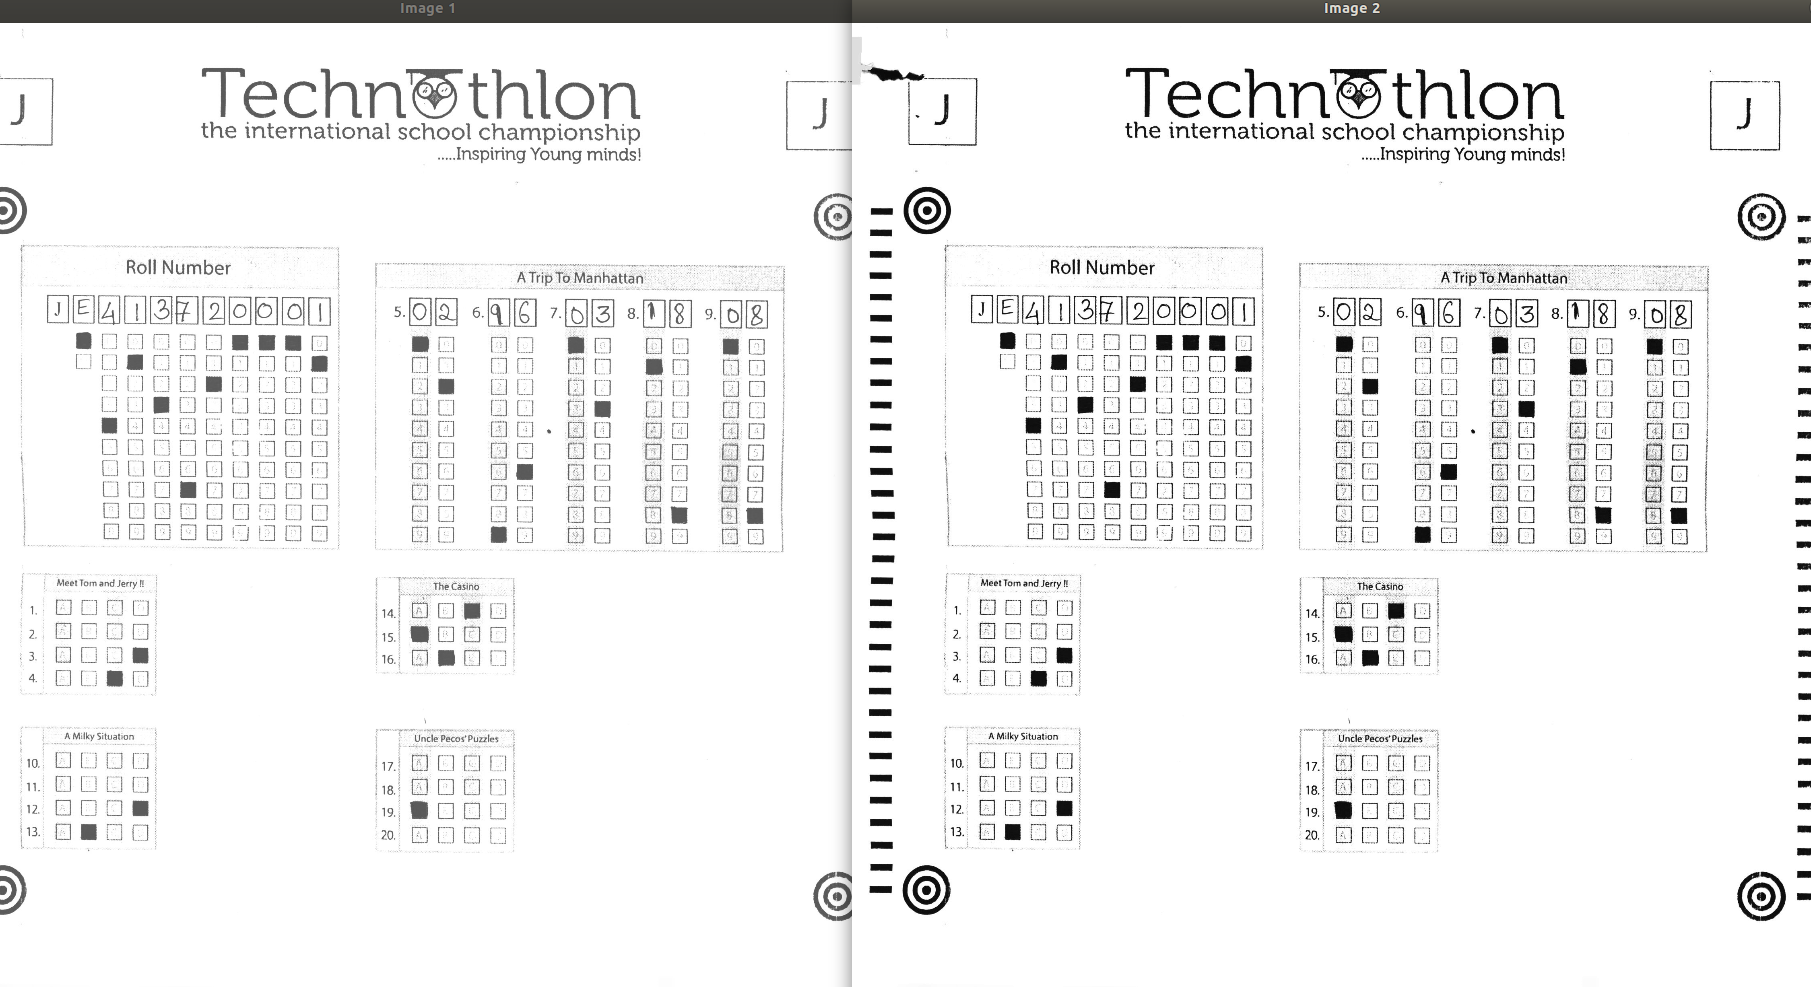 Image 1
J
Technothlon
the international school championship
.....Inspiring Young minds!
J
Roll Number
J E 4 1 3 7 2 0 0 0 1
A Trip To Manhattan
5. 0 2 6. 9 6 7. 0 3 8. 1 8 9. 0 8
Meet Tom and Jerry !!
1.
2.
3.
4.
The Casino
14.
15.
16.
A Milky Situation
10.
11.
12.
13.
Uncle Pecos' Puzzles
17.
18.
19.
20.
Image 2
J
Technothlon
the international school championship
.....Inspiring Young minds!
J
Roll Number
J E 4 1 3 7 2 0 0 0 1
A Trip To Manhattan
5. 0 2 6. 9 6 7. 0 3 8. 1 8 9. 0 8
Meet Tom and Jerry !!
1.
2.
3.
4.
The Casino
14.
15.
16.
A Milky Situation
10.
11.
12.
13.
Uncle Pecos' Puzzles
17.
18.
19.
20.